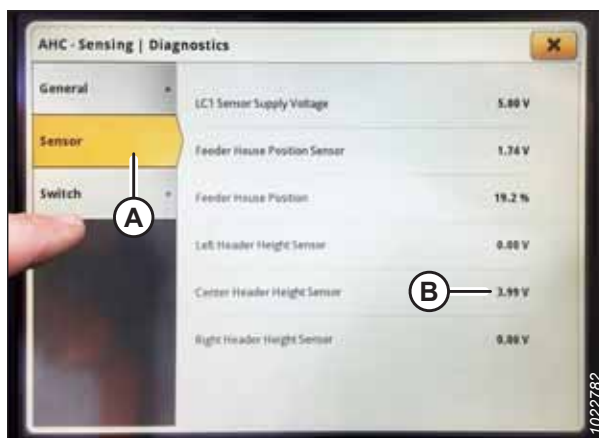 AHC - Sensing | Diagnostics
General
Sensor
Switch
LC1 Sensor Supply Voltage 5.00 V
Feeder House Position Sensor 1.74 V
Feeder House Position 19.2 %
Left Header Height Sensor 0.00 V
Center Header Height Sensor 3.99 V
Right Header Height Sensor 0.00 V
A
B
1022782